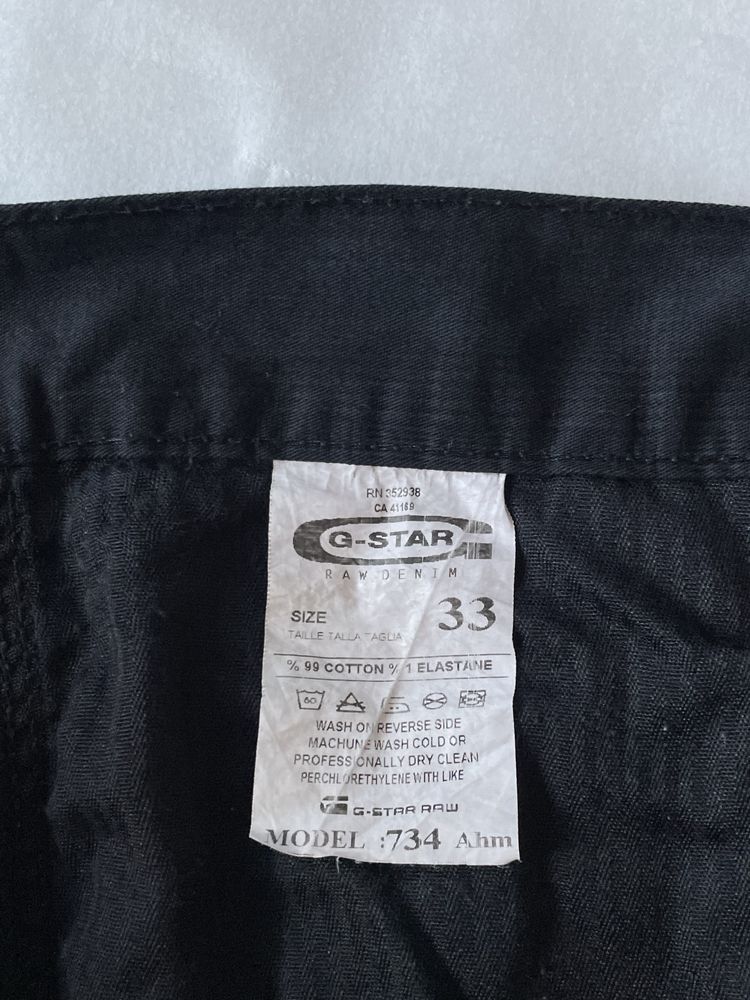 RN 352938
CA 41169
G-STAR
RAW DENIM
SIZE 33
TAILLE TALLA TAGLIA
% 99 COTTON % 1 ELASTANE
60
WASH ON REVERSE SIDE
MACHUNE WASH COLD OR
PROFESSIONALLY DRY CLEAN
PERCHLORETHYLENE WITH LIKE
G-STAR RAW
MODEL :734 Ahm